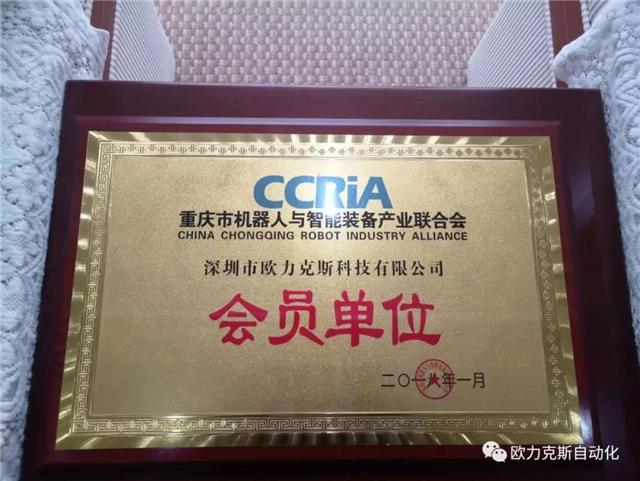 CCRiA
重庆市机器人与智能装备产业联合会
CHINA CHONGQING ROBOT INDUSTRY ALLIANCE
深圳市欧力克斯科技有限公司
会员单位
二〇一八年一月
欧力克斯自动化